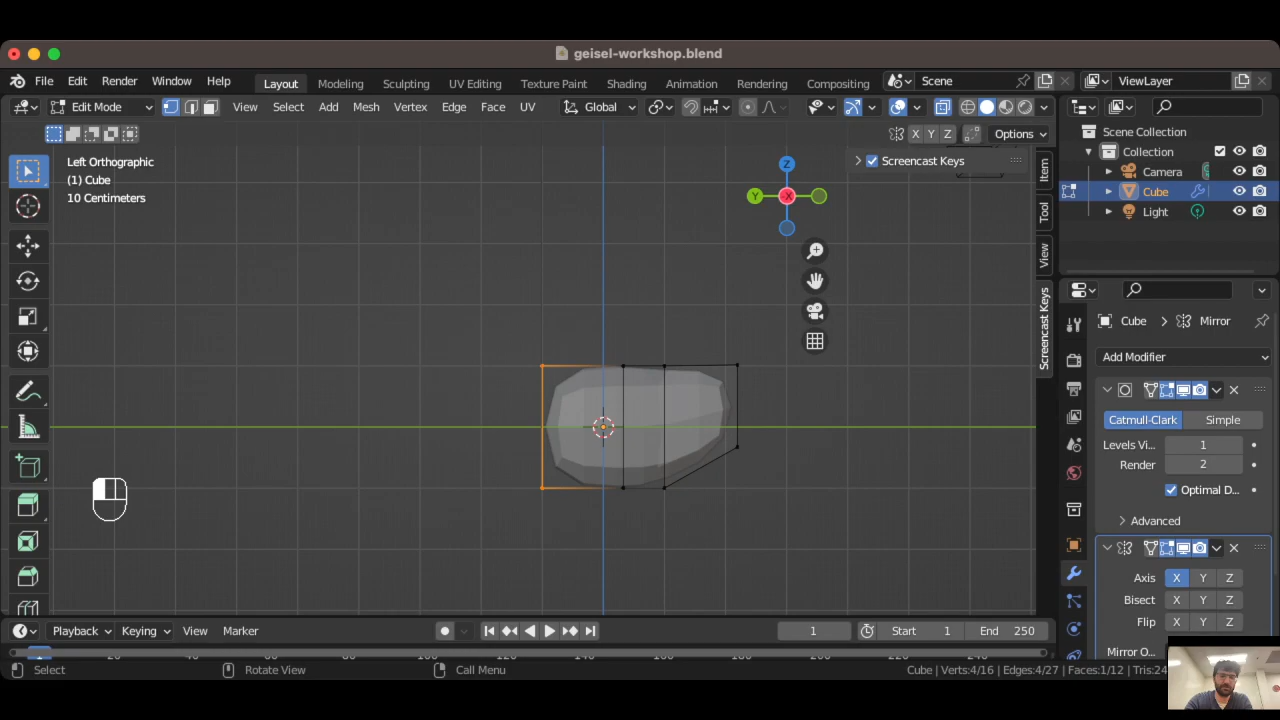 geisel-workshop.blend
File Edit Render Window Help Layout Modeling Sculpting UV Editing Texture Paint Shading Animation Rendering Compositing Scene ViewLayer
Edit Mode View Select Add Mesh Vertex Edge Face UV Global
X Y Z Options
Scene Collection
Collection
Camera
Cube
Light
Left Orthographic
(1) Cube
10 Centimeters
Screencast Keys
Z
Y X
Item
Tool
View
Screencast Keys
Cube > Mirror
Add Modifier
Catmull-Clark Simple
Levels Vi... 1
Render 2
Optimal D...
Advanced
Axis X Y Z
Bisect X Y Z
Flip X Y Z
Mirror O...
Playback Keying View Marker 1 Start 1 End 250
Select Rotate View Call Menu Cube | Verts:4/16 | Edges:4/27 | Faces:1/12 | Tris:24